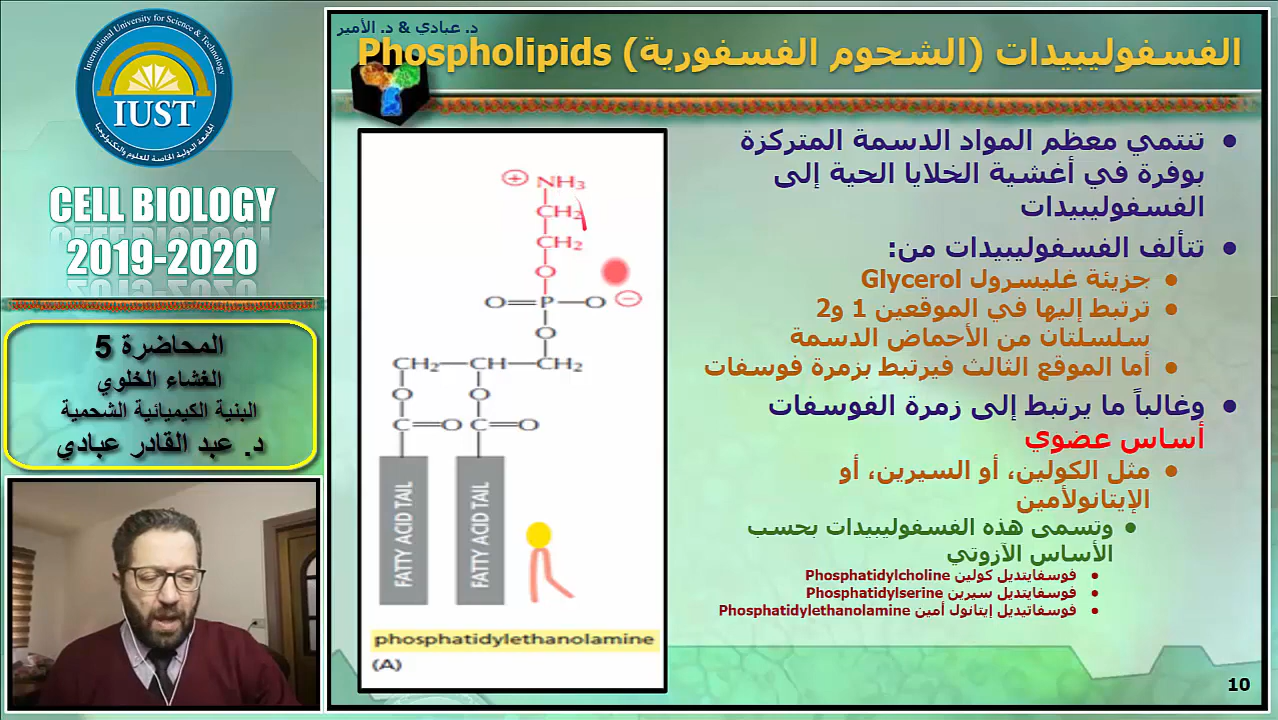 International University for Science & Technology
IUST
الجامعة الدولية الخاصة للعلوم والتكنولوجيا
CELL BIOLOGY
2019-2020
المحاضرة 5
الغشاء الخلوي
البنية الكيميائية الشحمية
د. عبد القادر عبادي
د. عبادي & د. الأمير
الفسفوليبيدات (الشحوم الفسفورية) Phospholipids
تنتمي معظم المواد الدسمة المتركزة
بوفرة في أغشية الخلايا الحية إلى
الفسفوليبيدات
تتألف الفسفوليبيدات من:
جزيئة غليسرول Glycerol
ترتبط إليها في الموقعين 1 و2
سلسلتان من الأحماض الدسمة
أما الموقع الثالث فيرتبط بزمرة فوسفات
وغالباً ما يرتبط إلى زمرة الفوسفات
أساس عضوي
مثل الكولين، أو السيرين، أو
الإيتانولأمين
وتسمى هذه الفسفوليبيدات بحسب
الأساس الآزوتي
فوسفايتديل كولين Phosphatidylcholine
فوسفايتديل سيرين Phosphatidylserine
فوسفاتيديل إيتانول أمين Phosphatidylethanolamine
+ NH3
CH2
CH2
O
O=P—O −
O
CH2—CH—CH2
O O
C=O C=O
FATTY ACID TAIL
FATTY ACID TAIL
phosphatidylethanolamine
(A)
10